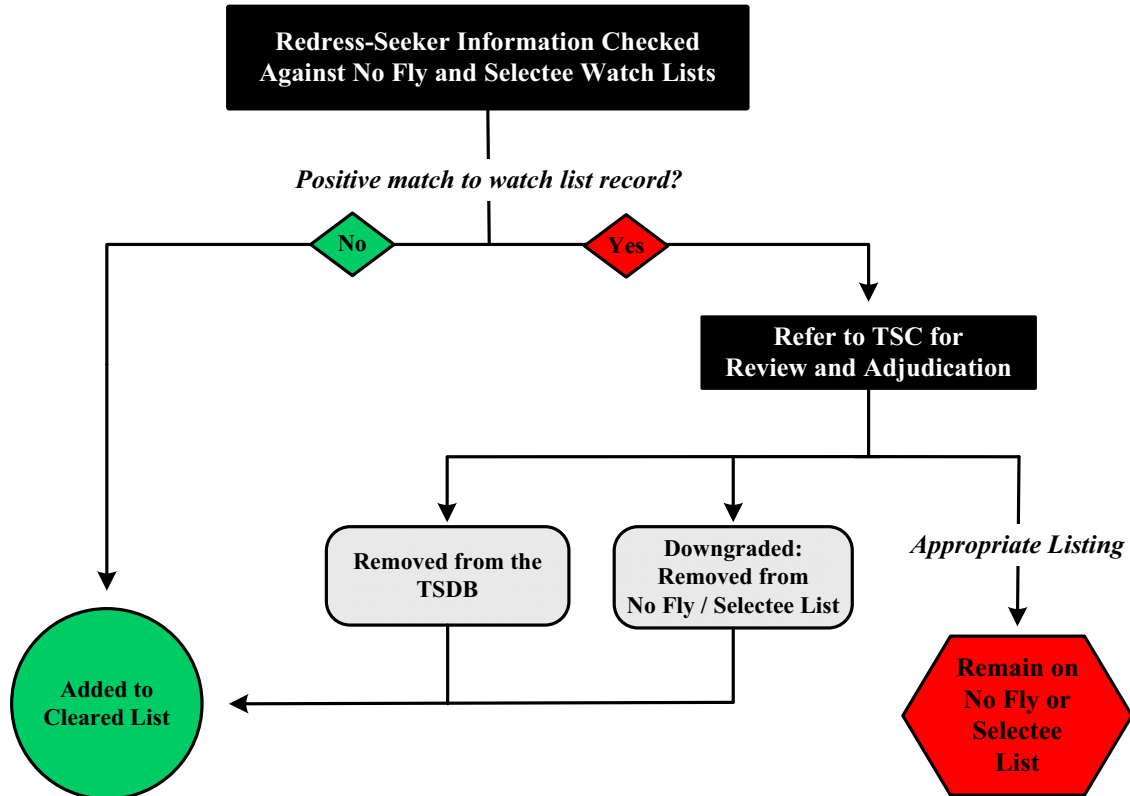 Redress-Seeker Information Checked
Against No Fly and Selectee Watch Lists
Positive match to watch list record?
No
Yes
Refer to TSC for
Review and Adjudication
Removed from the
TSDB
Downgraded:
Removed from
No Fly / Selectee List
Appropriate Listing
Added to
Cleared List
Remain on
No Fly or
Selectee
List